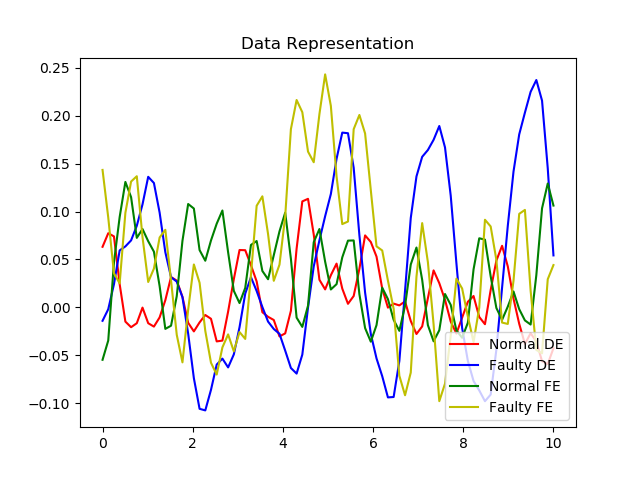 Data Representation
0.25
0.20
0.15
0.10
0.05
0.00
−0.05
−0.10
0 2 4 6 8 10
Normal DE
Faulty DE
Normal FE
Faulty FE